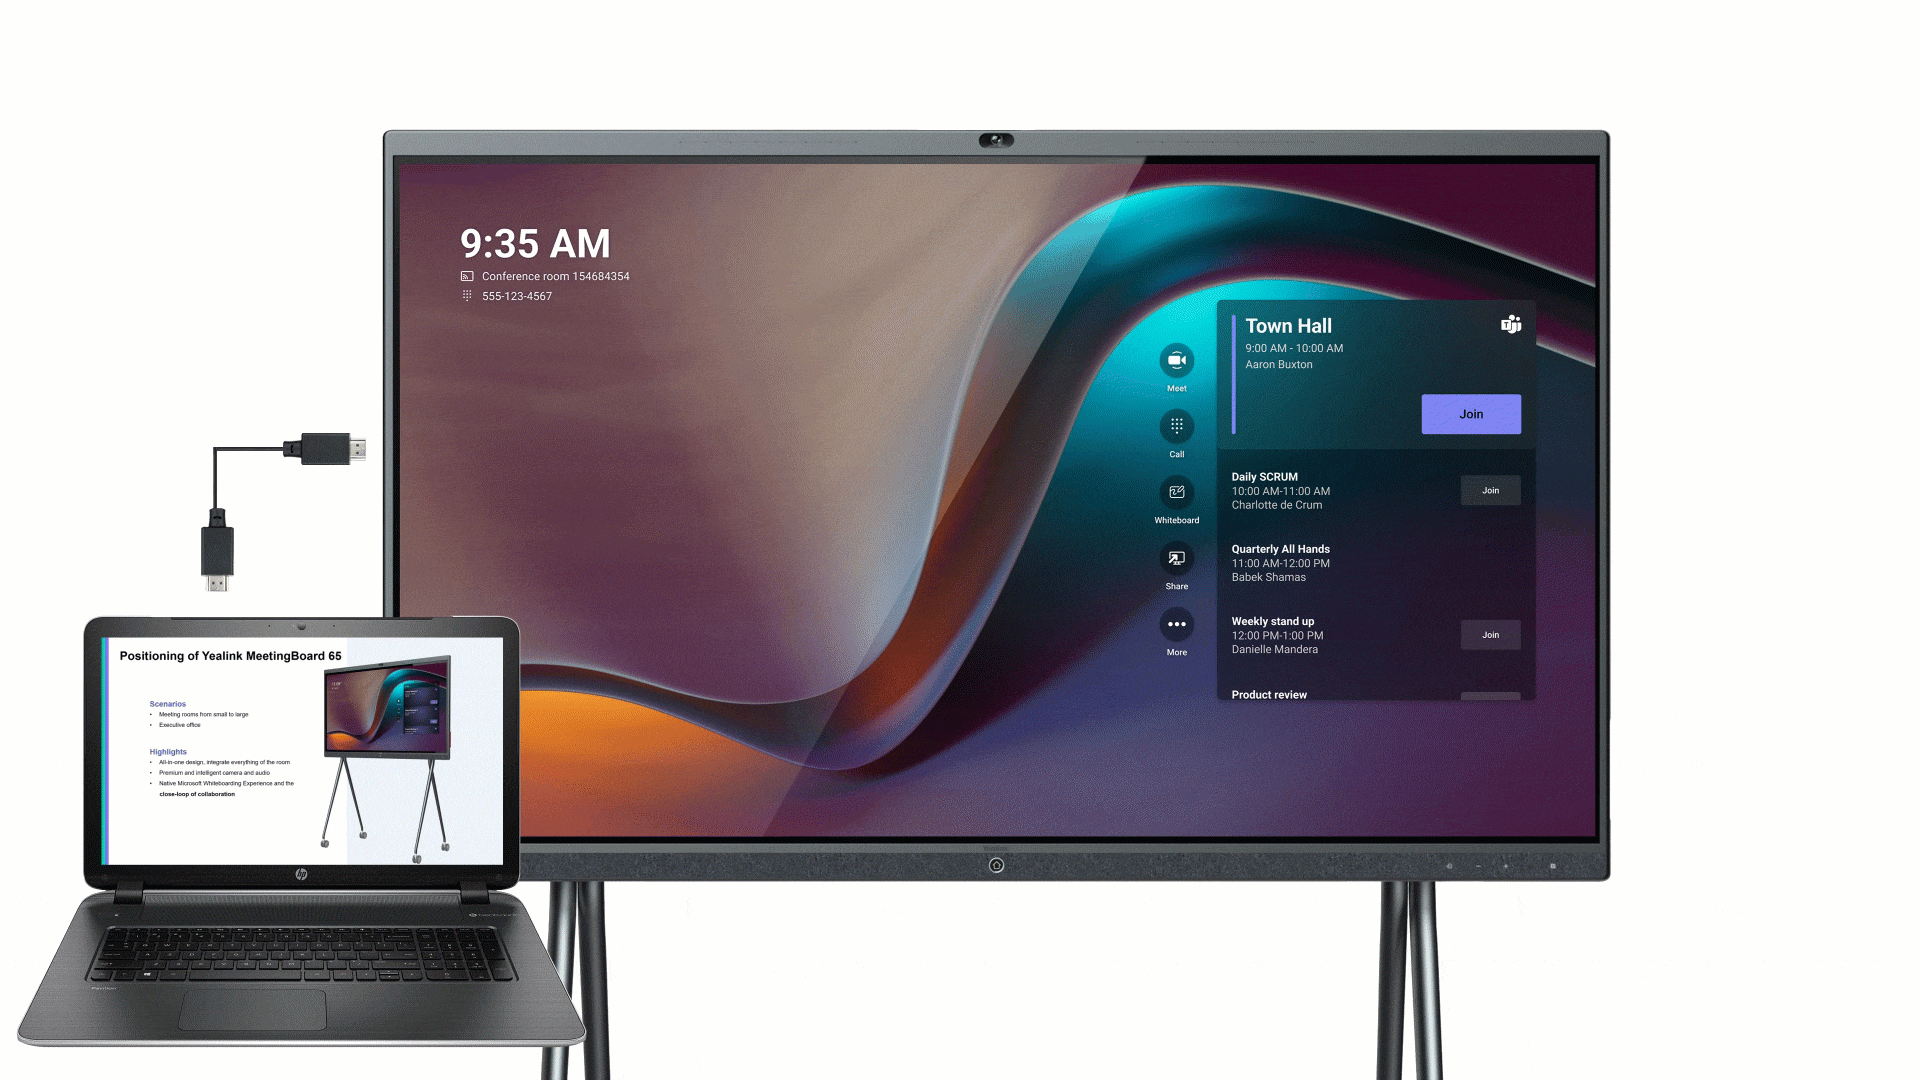 9:35 AM
Conference room 154684354
555-123-4567
Meet
Call
Whiteboard
Share
More
Town Hall
9:00 AM - 10:00 AM
Aaron Buxton
Join
Daily SCRUM
10:00 AM-11:00 AM
Charlotte de Crum
Join
Quarterly All Hands
11:00 AM-12:00 PM
Babek Shamas
Weekly stand up
12:00 PM-1:00 PM
Danielle Mandera
Join
Product review
Positioning of Yealink MeetingBoard 65
Scenarios
• Meeting rooms from small to large
• Executive office
Highlights
• All-in-one design, integrate everything of the room
• Premium and intelligent camera and audio
• Native Microsoft Whiteboarding Experience and the
close-loop of collaboration
hp